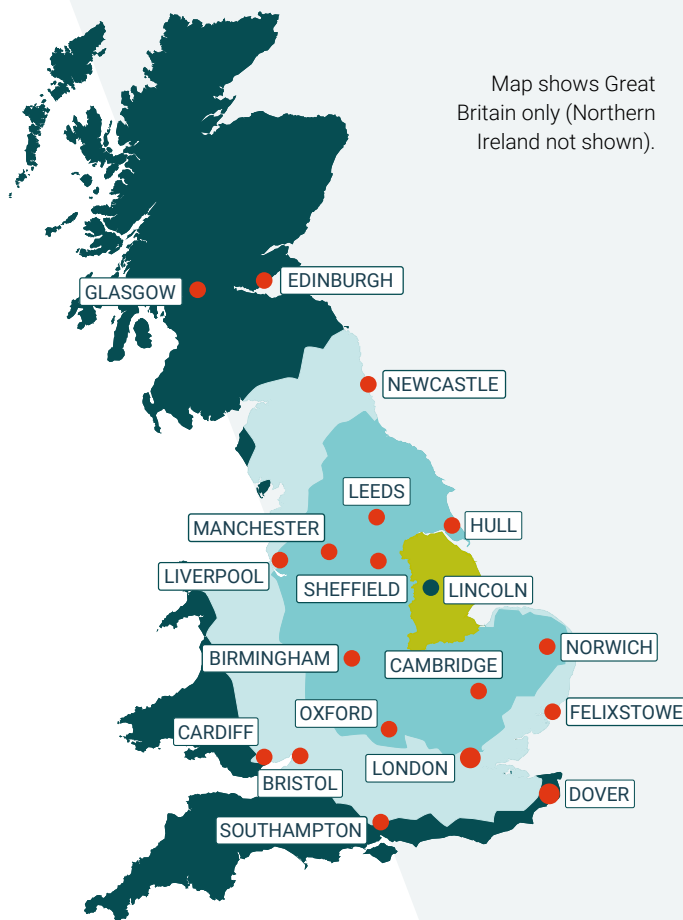 Map shows Great
Britain only (Northern
Ireland not shown).
EDINBURGH
GLASGOW
NEWCASTLE
LEEDS
HULL
MANCHESTER
LIVERPOOL
SHEFFIELD
LINCOLN
NORWICH
BIRMINGHAM
CAMBRIDGE
OXFORD
FELIXSTOWE
CARDIFF
LONDON
BRISTOL
DOVER
SOUTHAMPTON